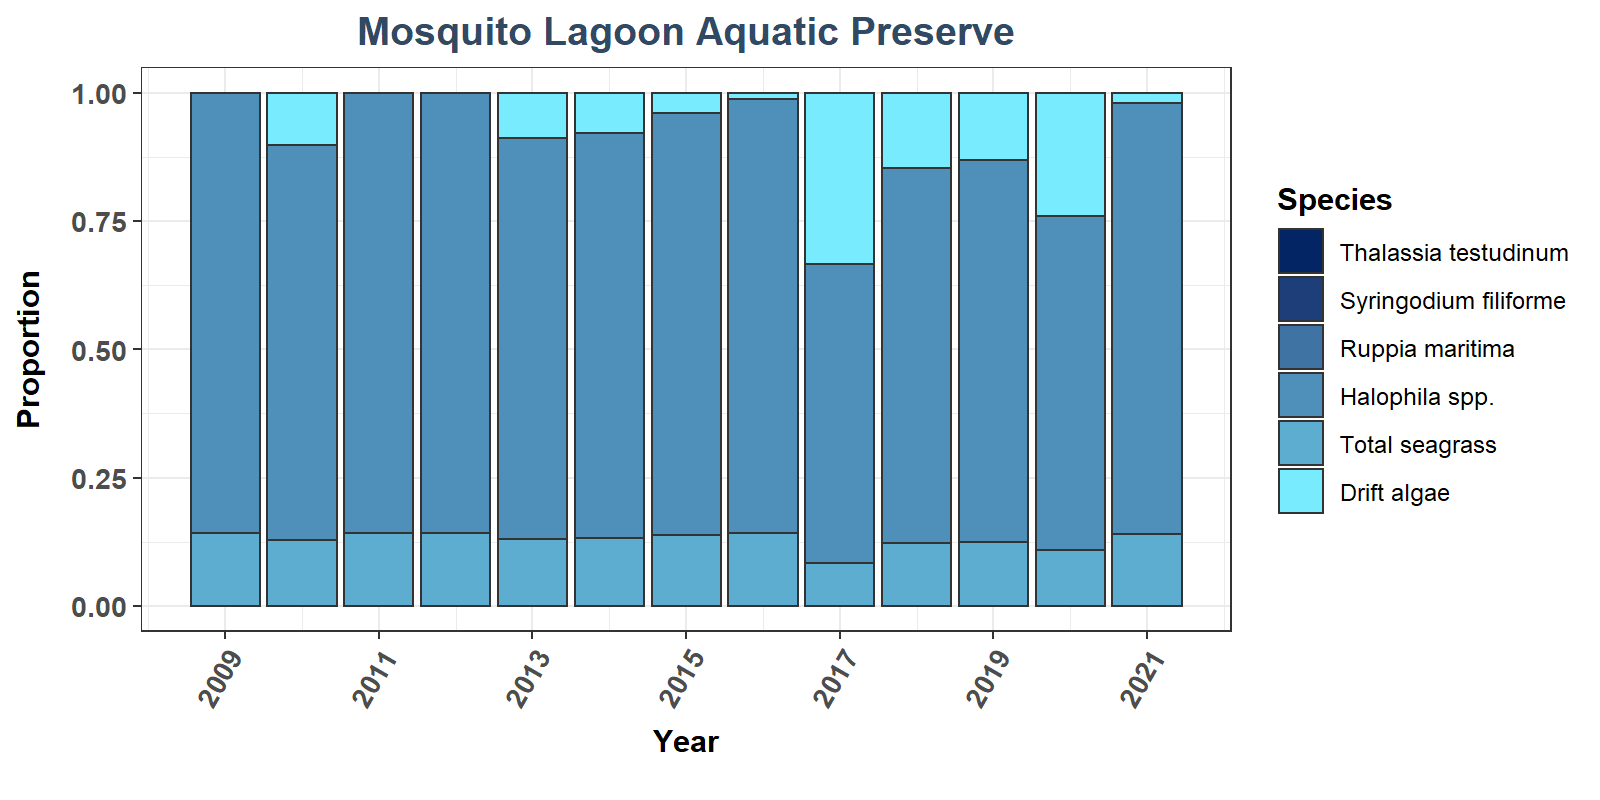 Mosquito Lagoon Aquatic Preserve
1.00
0.75
0.50
0.25
0.00
Proportion
2009
2011
2013
2015
2017
2019
2021
Year
Species
Thalassia testudinum
Syringodium filiforme
Ruppia maritima
Halophila spp.
Total seagrass
Drift algae